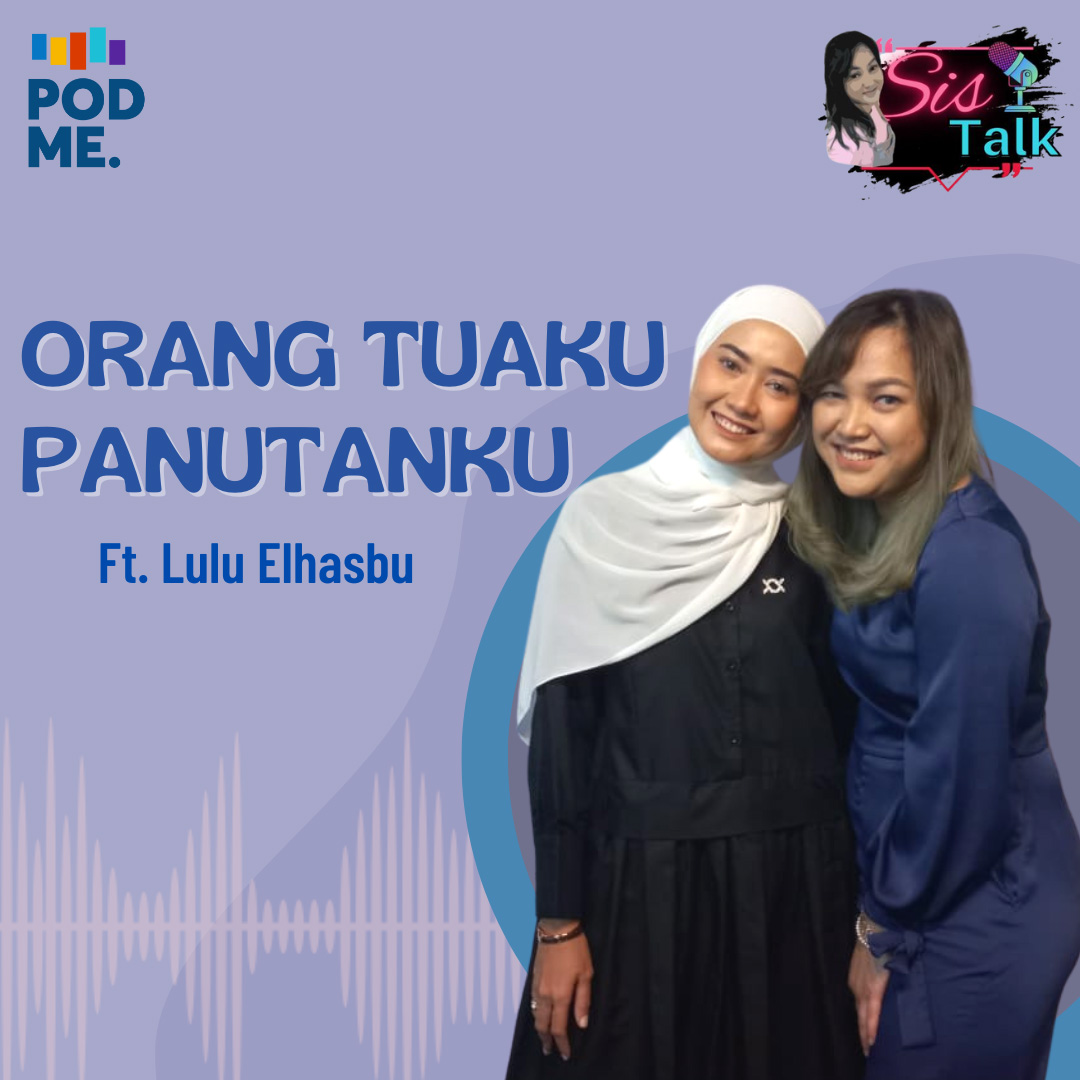 POD
ME.
Sis
Talk
ORANG TUAKU
PANUTANKU
Ft. Lulu Elhasbu